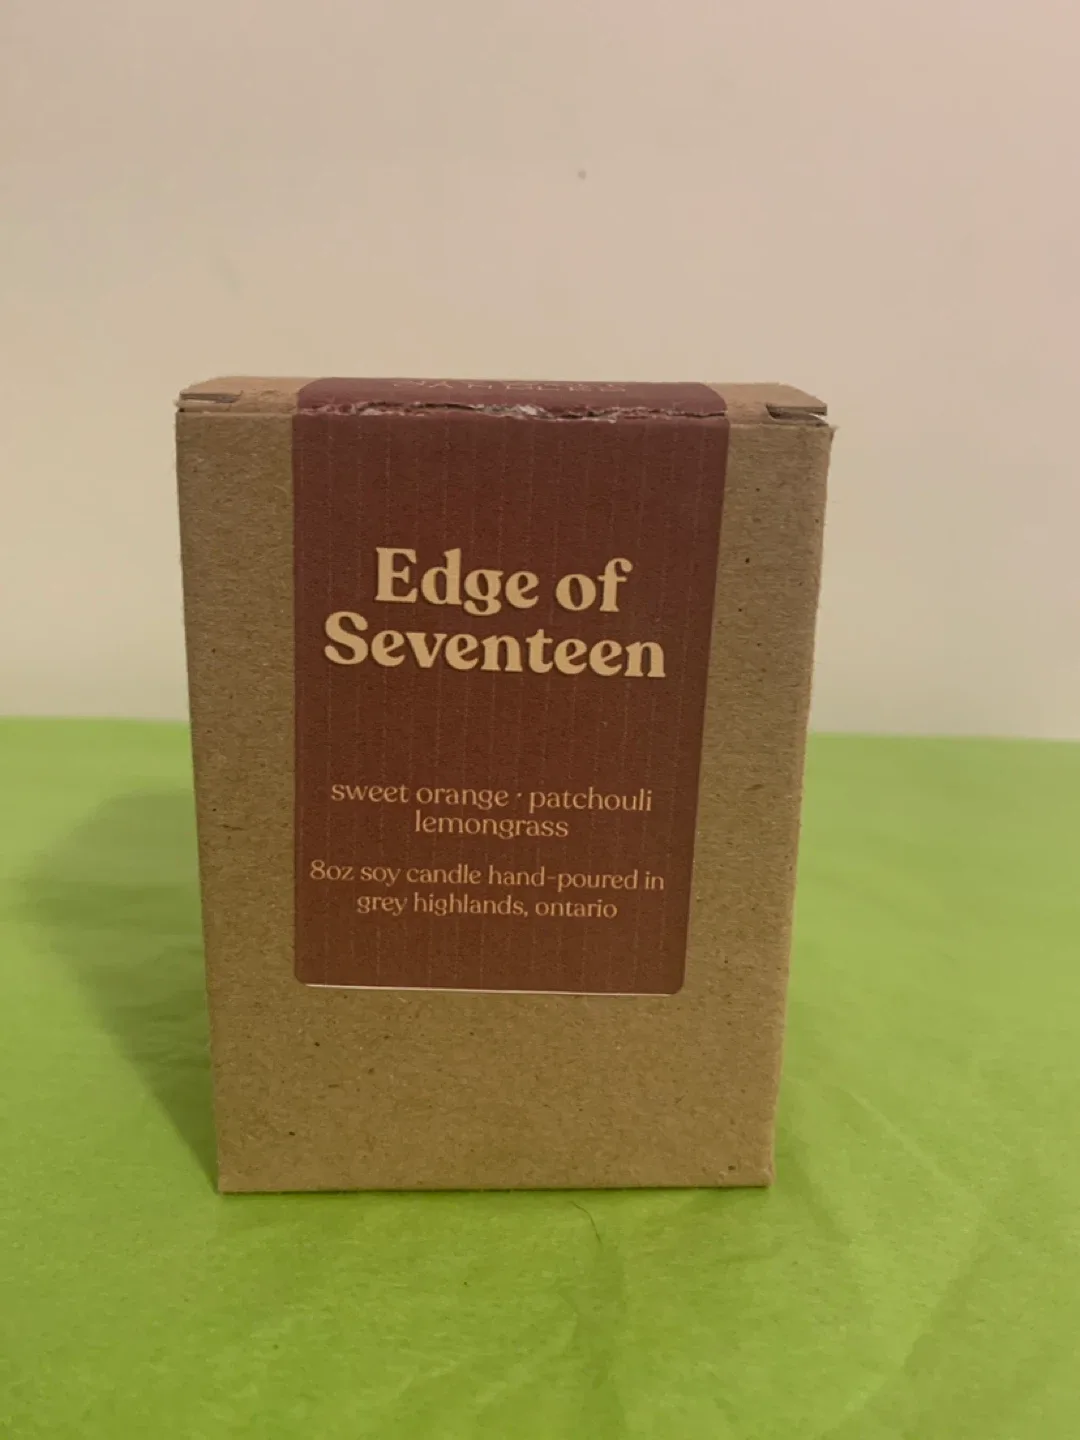 Edge of
Seventeen
sweet orange · patchouli
lemongrass
8oz soy candle hand-poured in
grey highlands, ontario